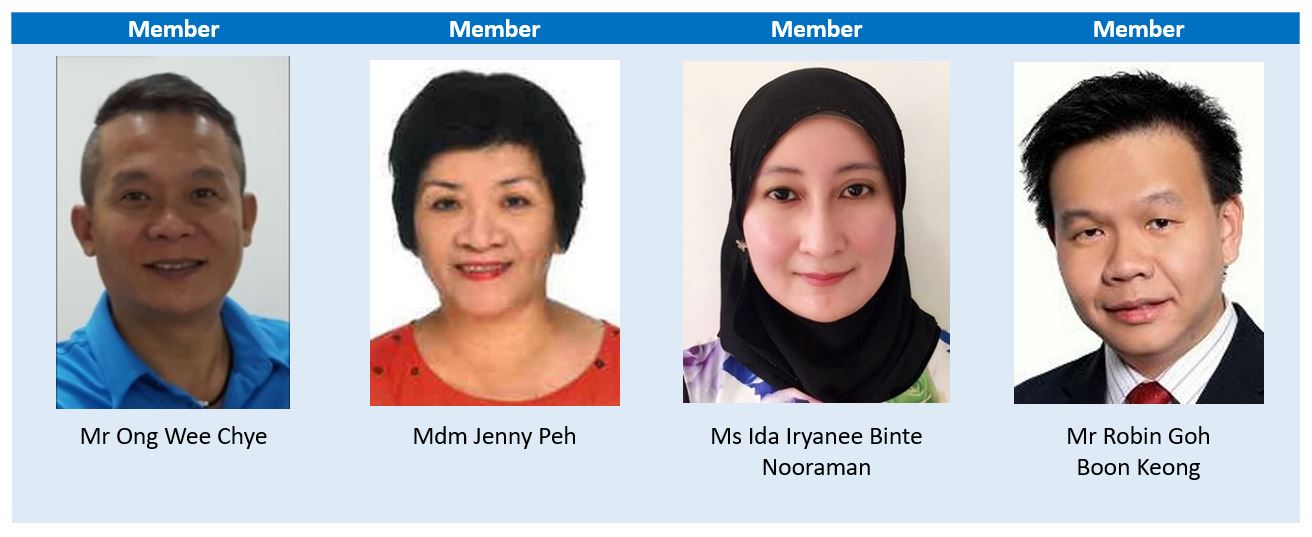 Member Member Member Member
Mr Ong Wee Chye Mdm Jenny Peh Ms Ida Iryanee Binte Mr Robin Goh
Nooraman Boon Keong